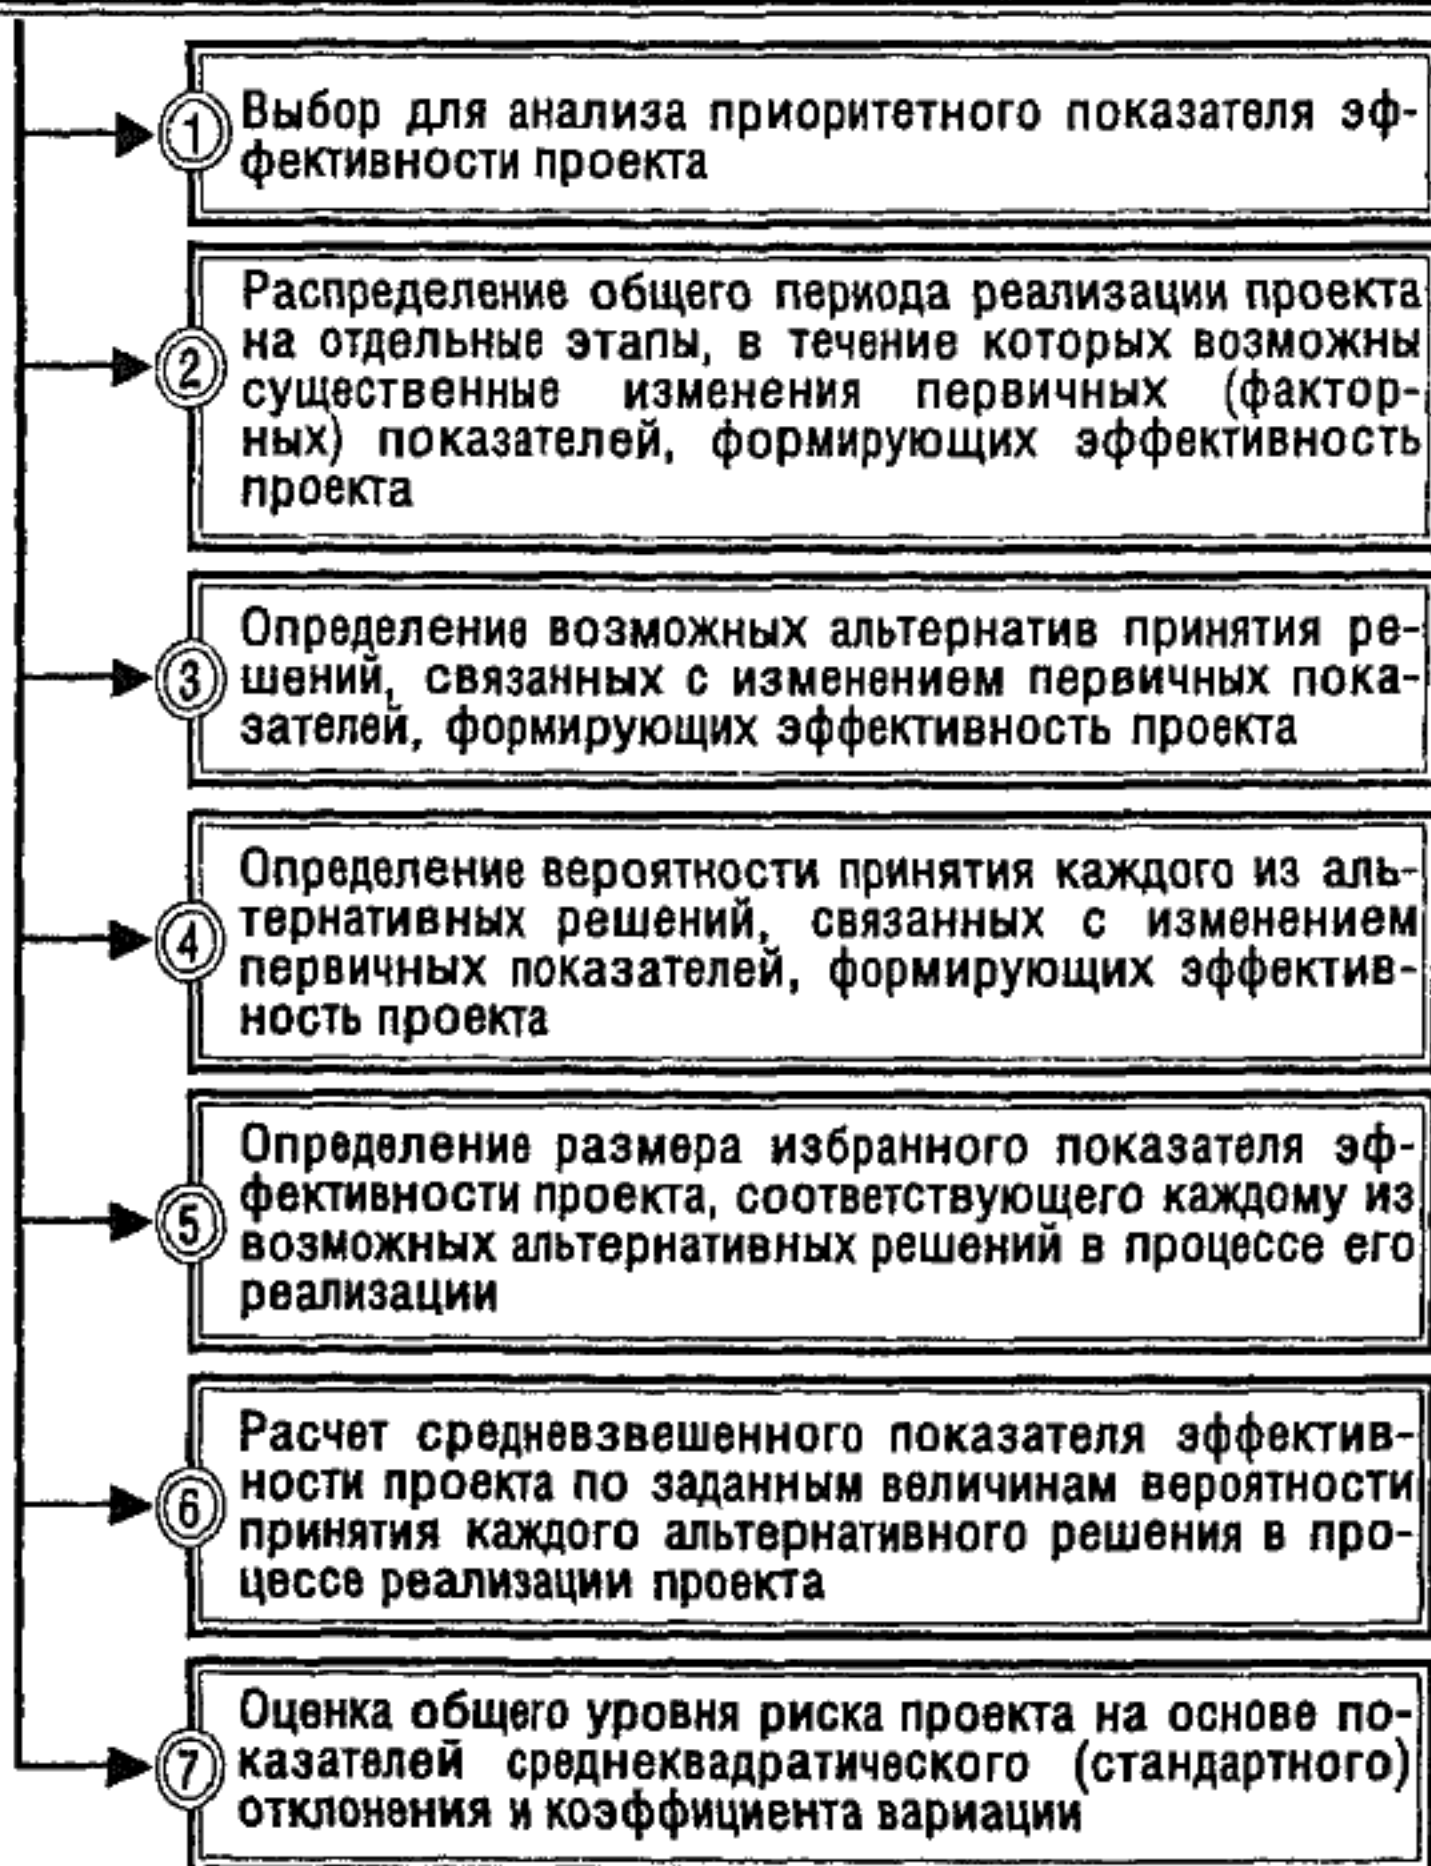 1
Выбор для анализа приоритетного показателя эф-
фективности проекта
2
Распределение общего периода реализации проекта
на отдельные этапы, в течение которых возможны
существенные изменения первичных (фактор-
ных) показателей, формирующих эффективность
проекта
3
Определение возможных альтернатив принятия ре-
шений, связанных с изменением первичных пока-
зателей, формирующих эффективность проекта
4
Определение вероятности принятия каждого из аль-
тернативных решений, связанных с изменением
первичных показателей, формирующих эффектив-
ность проекта
5
Определение размера избранного показателя эф-
фективности проекта, соответствующего каждому из
возможных альтернативных решений в процессе его
реализации
6
Расчет средневзвешенного показателя эффектив-
ности проекта по заданным величинам вероятности
принятия каждого альтернативного решения в про-
цессе реализации проекта
7
Оценка общего уровня риска проекта на основе по-
казателей среднеквадратического (стандартного)
отклонения и коэффициента вариации